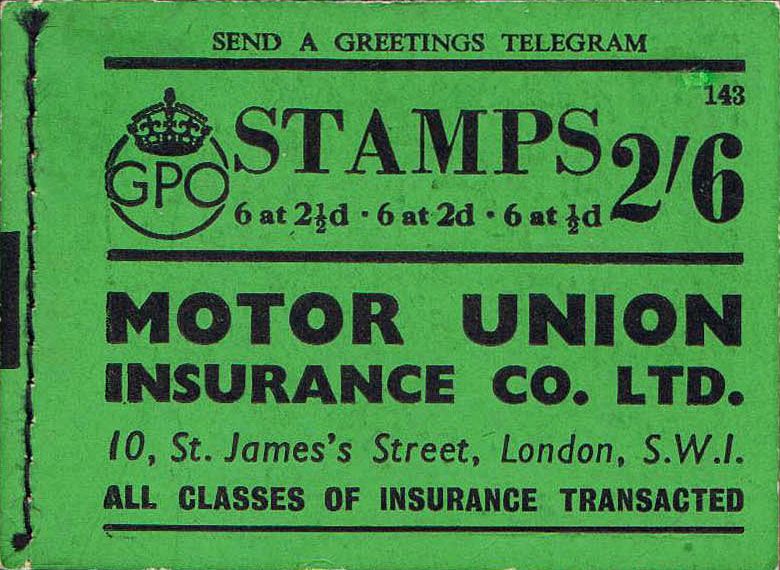 SEND A GREETINGS TELEGRAM
143
GPO
STAMPS 2/6
6 at 2½d · 6 at 2d · 6 at ½d
MOTOR UNION
INSURANCE CO. LTD.
10, St. James's Street, London, S.W.1.
ALL CLASSES OF INSURANCE TRANSACTED